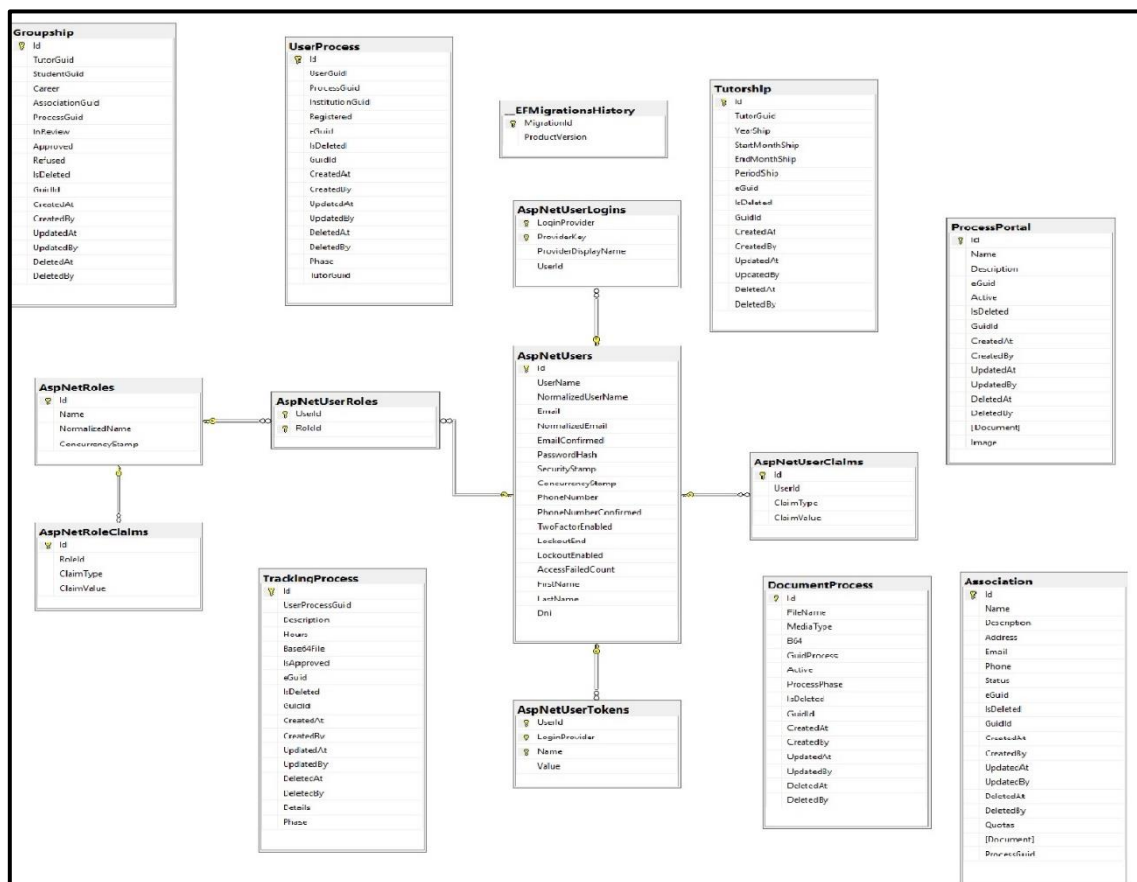 Groupship
Id
TutorGuid
StudentGuid
Career
AssociationGuid
ProcessGuid
InReview
Approved
Refused
IsDeleted
GuidId
CreatedAt
CreatedBy
UpdatedAt
UpdatedBy
DeletedAt
DeletedBy
UserProcess
Id
UserGuid
ProcessGuid
InstitutionGuid
Registered
eGuid
IsDeleted
GuidId
CreatedAt
CreatedBy
UpdatedAt
UpdatedBy
DeletedAt
DeletedBy
Phase
TutorGuid
__EFMigrationsHistory
MigrationId
ProductVersion
Tutorship
Id
TutorGuid
YearShip
StartMonthShip
EndMonthShip
PeriodShip
eGuid
IsDeleted
GuidId
CreatedAt
CreatedBy
UpdatedAt
UpdatedBy
DeletedAt
DeletedBy
AspNetUserLogins
LoginProvider
ProviderKey
ProviderDisplayName
UserId
ProcessPortal
Id
Name
Description
eGuid
Active
IsDeleted
GuidId
CreatedAt
CreatedBy
UpdatedAt
UpdatedBy
DeletedAt
DeletedBy
[Document]
Image
AspNetRoles
Id
Name
NormalizedName
ConcurrencyStamp
AspNetUserRoles
UserId
RoleId
AspNetUsers
Id
UserName
NormalizedUserName
Email
NormalizedEmail
EmailConfirmed
PasswordHash
SecurityStamp
ConcurrencyStamp
PhoneNumber
PhoneNumberConfirmed
TwoFactorEnabled
LockoutEnd
LockoutEnabled
AccessFailedCount
FirstName
LastName
Dni
AspNetUserClaims
Id
UserId
ClaimType
ClaimValue
AspNetRoleClaims
Id
RoleId
ClaimType
ClaimValue
TrackingProcess
Id
UserProcessGuid
Description
Hours
Base64File
IsApproved
eGuid
IsDeleted
GuidId
CreatedAt
CreatedBy
UpdatedAt
UpdatedBy
DeletedAt
DeletedBy
Details
Phase
AspNetUserTokens
UserId
LoginProvider
Name
Value
DocumentProcess
Id
FileName
MediaType
B64
GuidProcess
Active
ProcessPhase
IsDeleted
GuidId
CreatedAt
CreatedBy
UpdatedAt
UpdatedBy
DeletedAt
DeletedBy
Association
Id
Name
Description
Address
Email
Phone
Status
eGuid
IsDeleted
GuidId
CreatedAt
CreatedBy
UpdatedAt
UpdatedBy
DeletedAt
DeletedBy
Quotas
[Document]
ProcessGuid